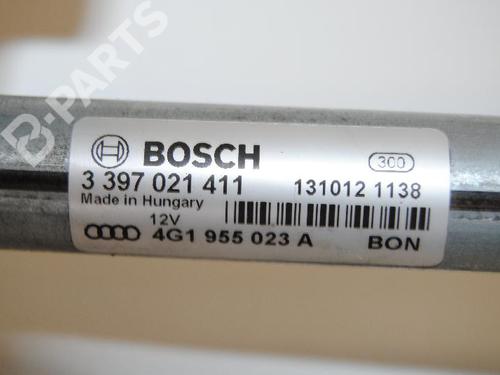 B-PARTS
BOSCH 300
3 397 021 411 131012 1138
Made in Hungary
12V
4G1 955 023 A BON